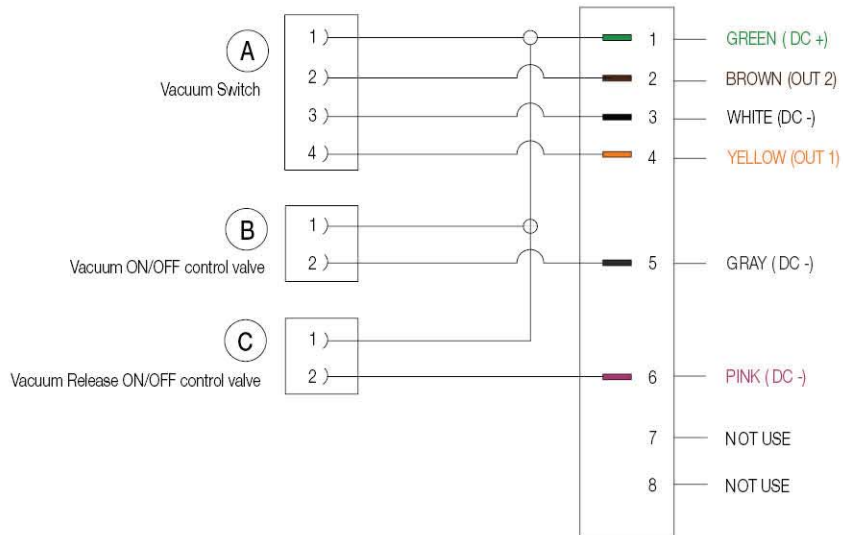 A
Vacuum Switch
1
2
3
4
B
Vacuum ON/OFF control valve
1
2
C
Vacuum Release ON/OFF control valve
1
2
1 GREEN ( DC +)
2 BROWN (OUT 2)
3 WHITE (DC -)
4 YELLOW (OUT 1)
5 GRAY ( DC -)
6 PINK ( DC -)
7 NOT USE
8 NOT USE